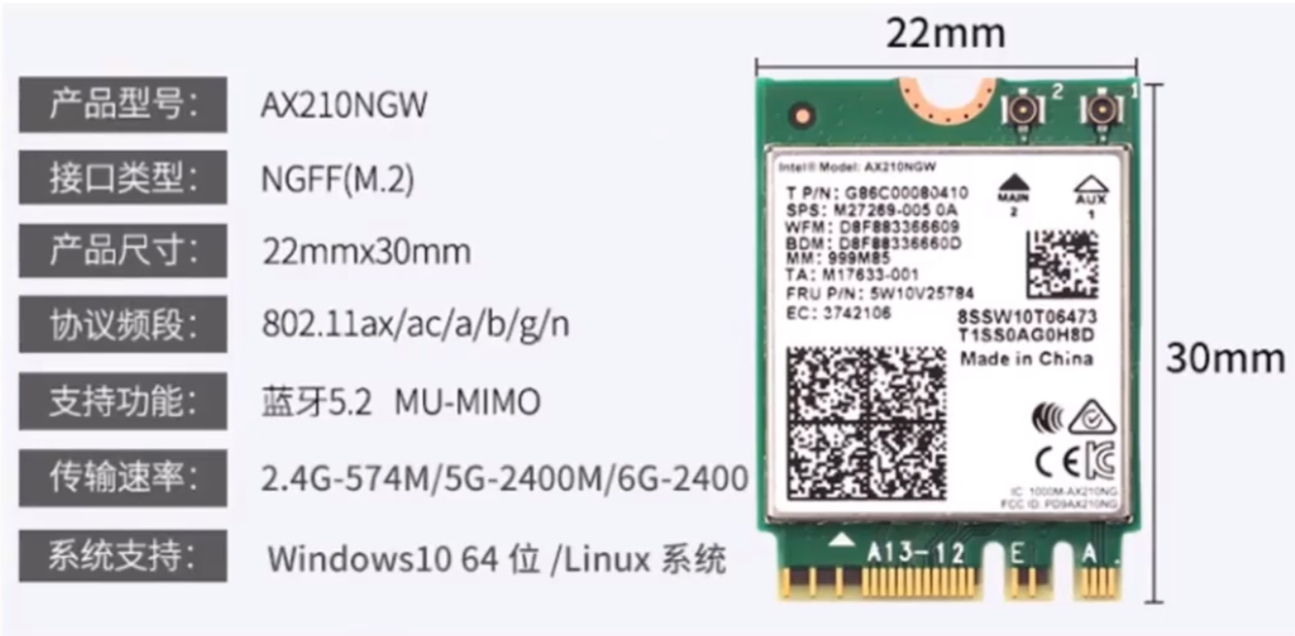 产品型号： AX210NGW
接口类型： NGFF(M.2)
产品尺寸： 22mmx30mm
协议频段： 802.11ax/ac/a/b/g/n
支持功能： 蓝牙5.2 MU-MIMO
传输速率： 2.4G-574M/5G-2400M/6G-2400
系统支持： Windows10 64 位 /Linux 系统
22mm
30mm
2 1
Intel® Model: AX210NGW
T P/N: G86C00080410
SPS: M27269-005 0A
WFM: D8F883366609
BDM: D8F88336660D
MM: 999M85
TA: M17633-001
FRU P/N: 5W10V25784
EC: 3742106
MAIN
2
AUX
1
8SSW10T06473
T1SS0AG0H8D
Made in China
CE
IC: 1000M-AX210NG
FCC ID: PD9AX210NG
A13-12 E A